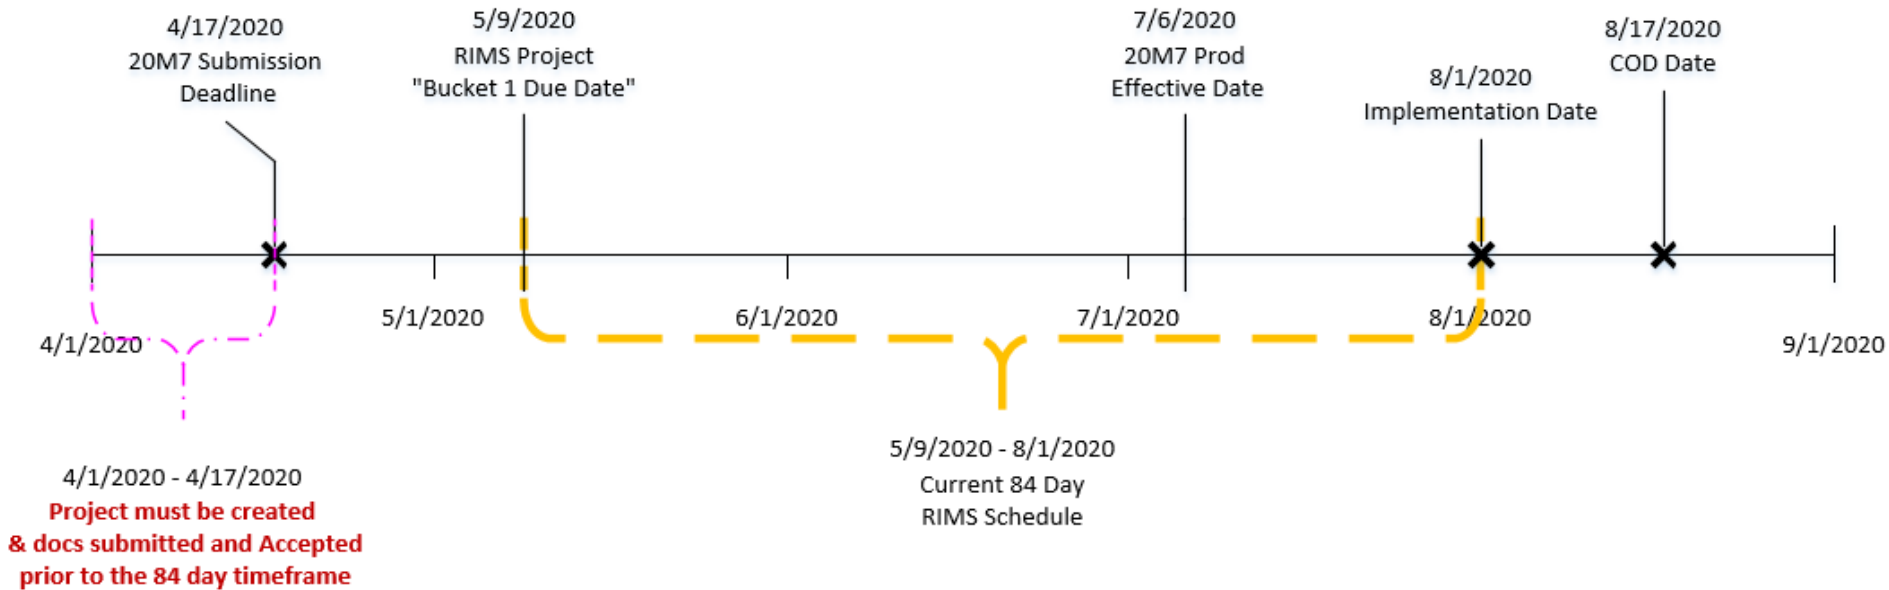 4/17/2020
20M7 Submission
Deadline
5/9/2020
RIMS Project
"Bucket 1 Due Date"
7/6/2020
20M7 Prod
Effective Date
8/1/2020
Implementation Date
8/17/2020
COD Date
4/1/2020
5/1/2020
6/1/2020
7/1/2020
8/1/2020
9/1/2020
4/1/2020 - 4/17/2020
Project must be created
& docs submitted and Accepted
prior to the 84 day timeframe
5/9/2020 - 8/1/2020
Current 84 Day
RIMS Schedule